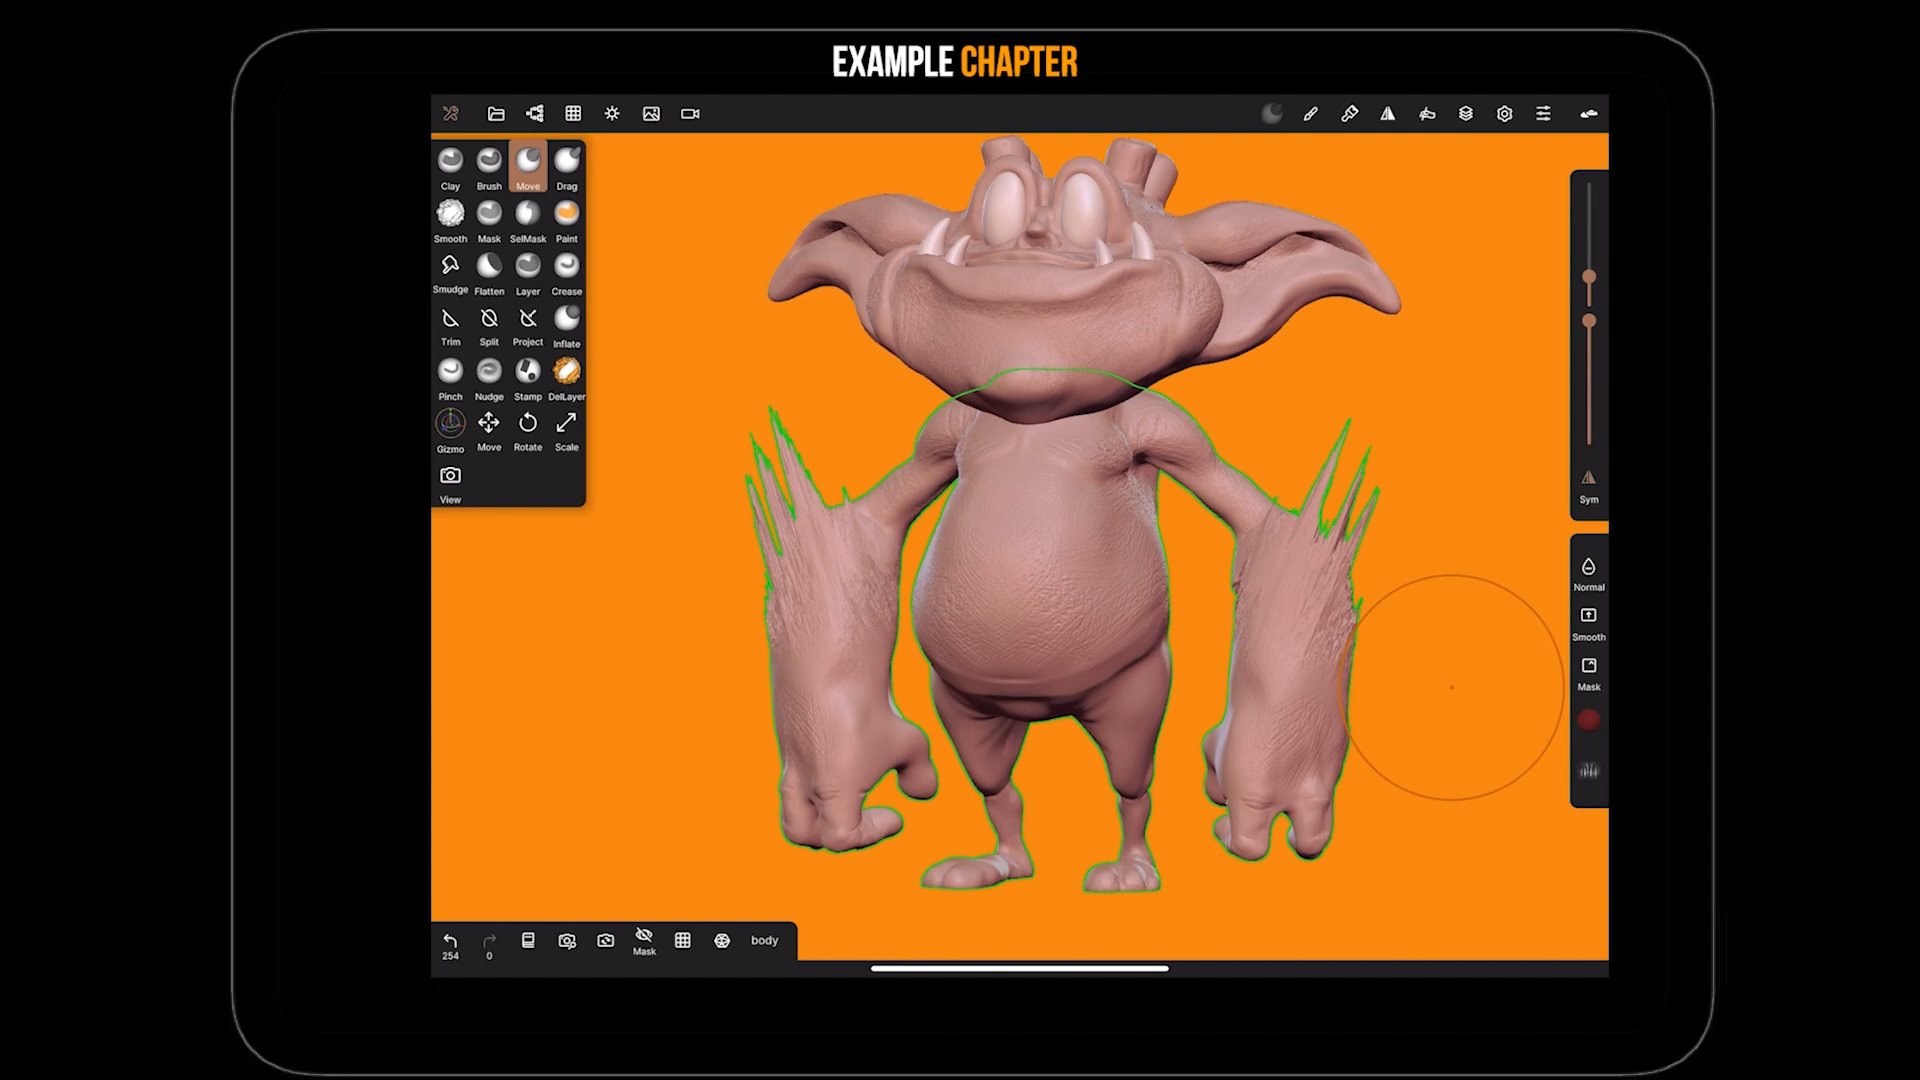 EXAMPLE CHAPTER
Clay Brush Move Drag
Smooth Mask SelMask Paint
Smudge Flatten Layer Crease
Trim Split Project Inflate
Pinch Nudge Stamp DelLayer
Gizmo Move Rotate Scale
View
Sym
Normal
Smooth
Mask
254 0 Mask body